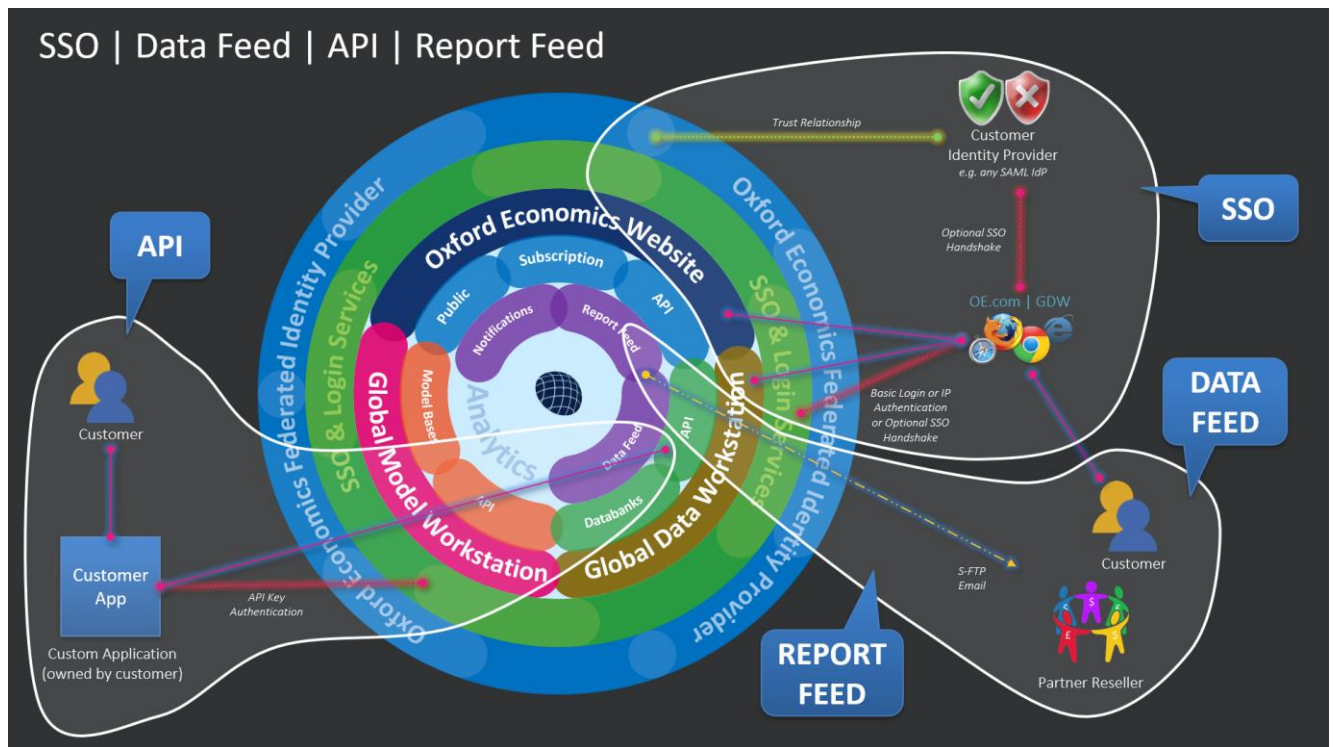 SSO | Data Feed | API | Report Feed
API
Customer
Customer
App
Custom Application
(owned by customer)
API Key
Authentication
Oxford Economics Federated Identity Provider
SSO & Login Services
Oxford Economics Website
Public
Subscription
API
Notifications
Report Feed
Data Feed
Analytics
Model Bases
API
Global Model Workstation
API
Databanks
Global Data Workstation
SSO & Login Services
Oxford Economics Federated Identity Provider
Trust Relationship
Customer
Identity Provider
e.g. any SAML IdP
SSO
Optional SSO
Handshake
OE.com | GDW
Basic Login or IP
Authentication
or Optional SSO
Handshake
DATA
FEED
Customer
S-FTP
Email
Partner Reseller
REPORT
FEED